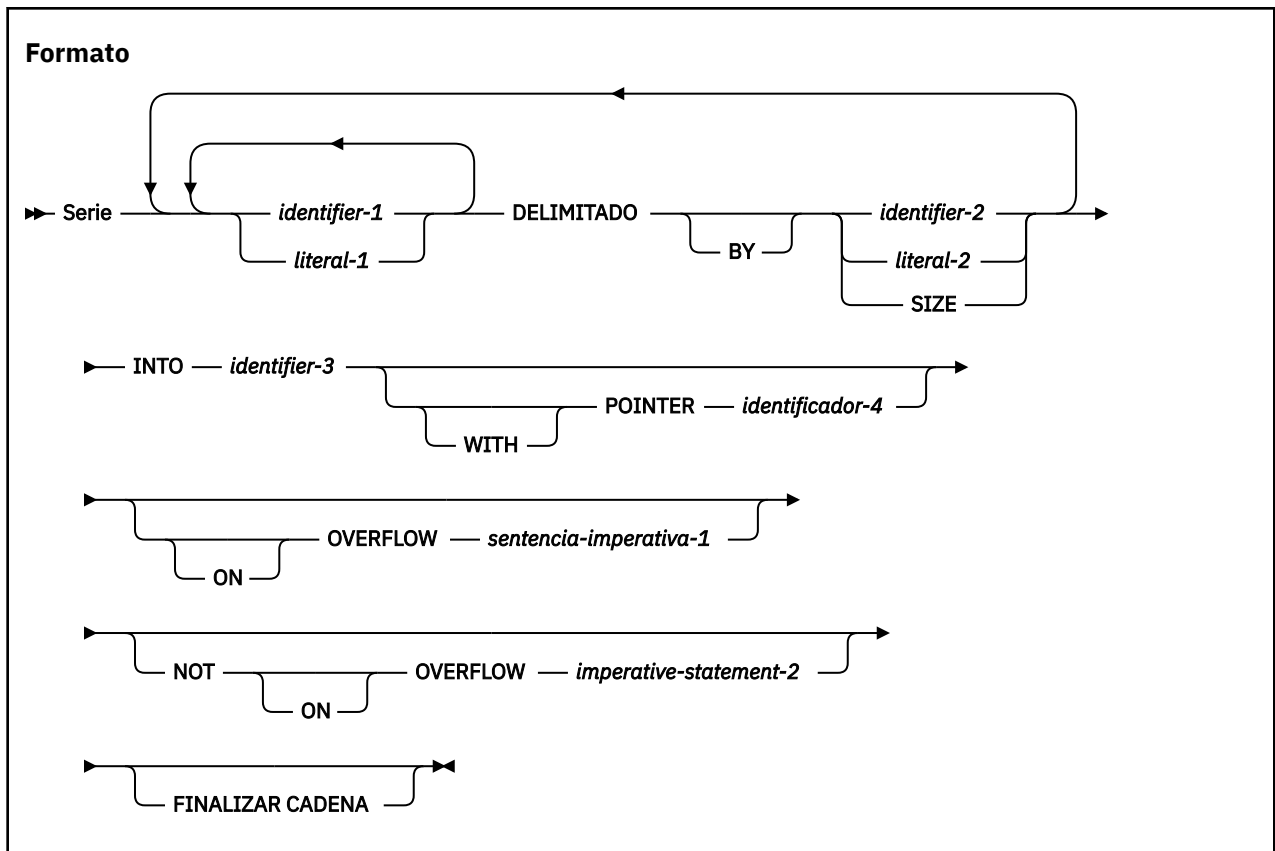 Formato
Serie identifier-1 DELIMITADO identifier-2
BY
literal-1 literal-2
SIZE
INTO identifier-3
POINTER identificador-4
WITH
OVERFLOW sentencia-imperativa-1
ON
NOT OVERFLOW imperative-statement-2
ON
FINALIZAR CADENA